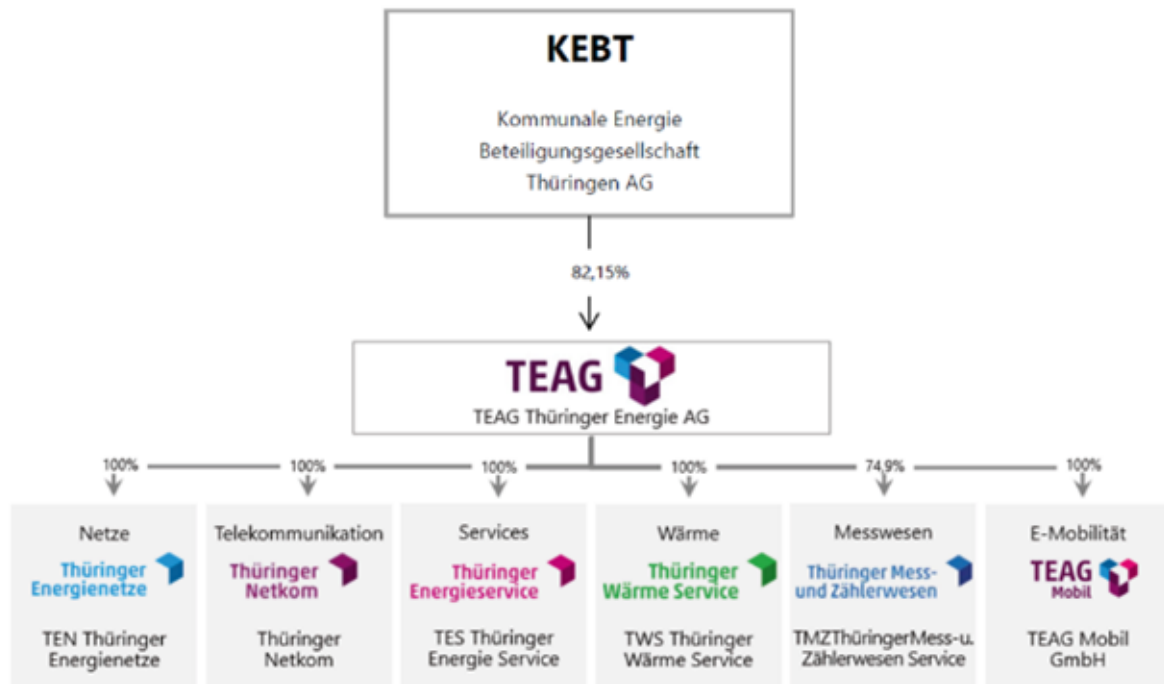 KEBT
Kommunale Energie
Beteiligungsgesellschaft
Thüringen AG
82,15%
TEAG
TEAG Thüringer Energie AG
100%
100%
100%
100%
74,9%
100%
Netze
Thüringer
Energienetze
TEN Thüringer
Energienetze
Telekommunikation
Thüringer
Netkom
Thüringer
Netkom
Services
Thüringer
Energieservice
TES Thüringer
Energie Service
Wärme
Thüringer
Wärme Service
TWS Thüringer
Wärme Service
Messwesen
Thüringer Mess-
und Zählerwesen
TMZThüringerMess-u.
Zählerwesen Service
E-Mobilität
TEAG
Mobil
TEAG Mobil
GmbH